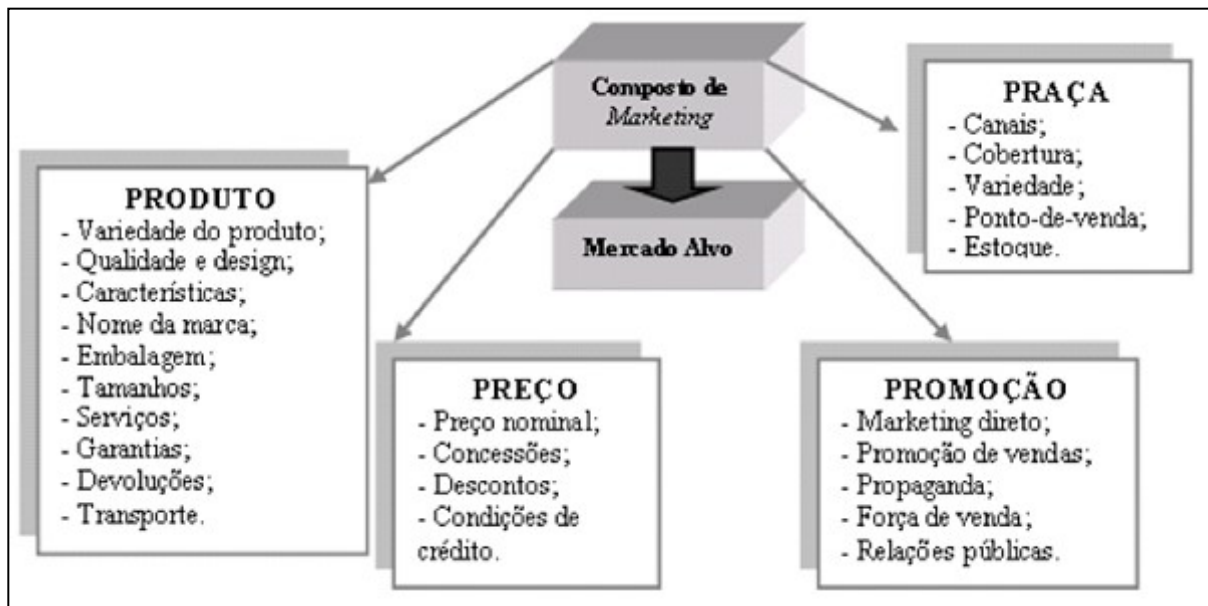 Composto de
Marketing
Mercado Alvo
PRODUTO
- Variedade do produto;
- Qualidade e design;
- Características;
- Nome da marca;
- Embalagem;
- Tamanhos;
- Serviços;
- Garantias;
- Devoluções;
- Transporte.
PREÇO
- Preço nominal;
- Concessões;
- Descontos;
- Condições de
crédito.
PROMOÇÃO
- Marketing direto;
- Promoção de vendas;
- Propaganda;
- Força de venda;
- Relações públicas.
PRAÇA
- Canais;
- Cobertura;
- Variedade;
- Ponto-de-venda;
- Estoque.